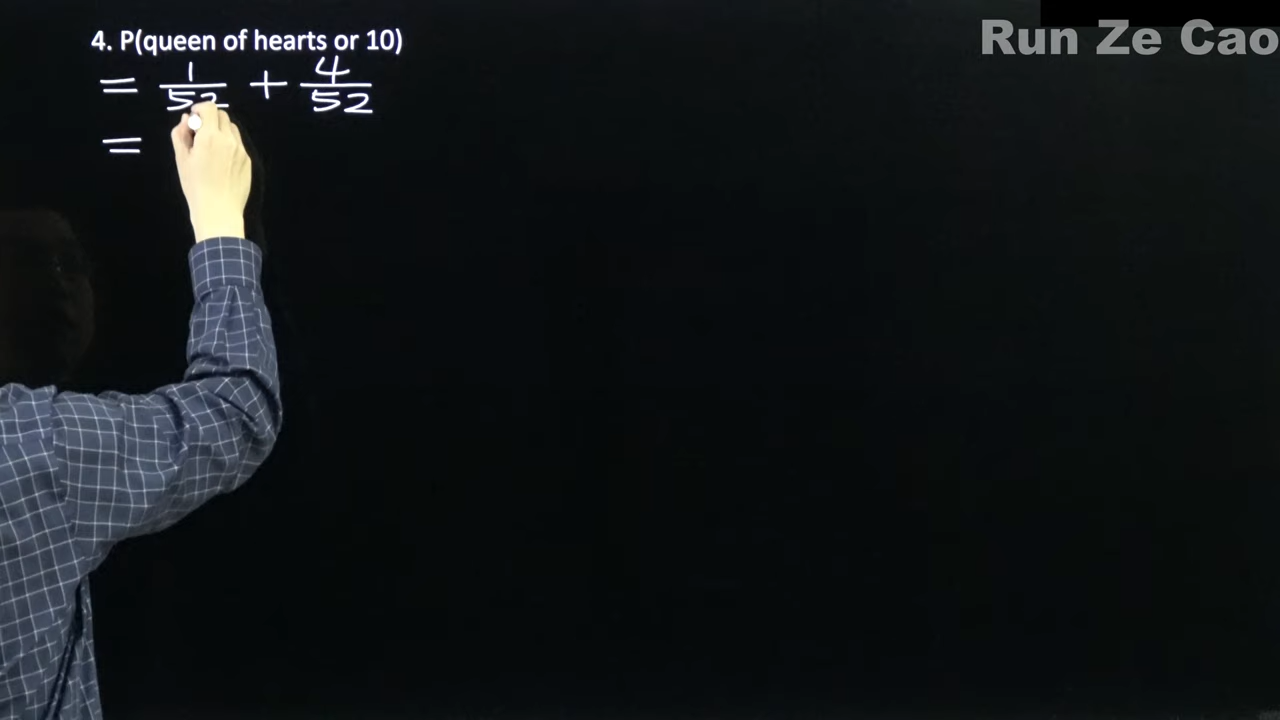 Run Ze Cao
4. P(queen of hearts or 10)
= 1/52 + 4/52
=